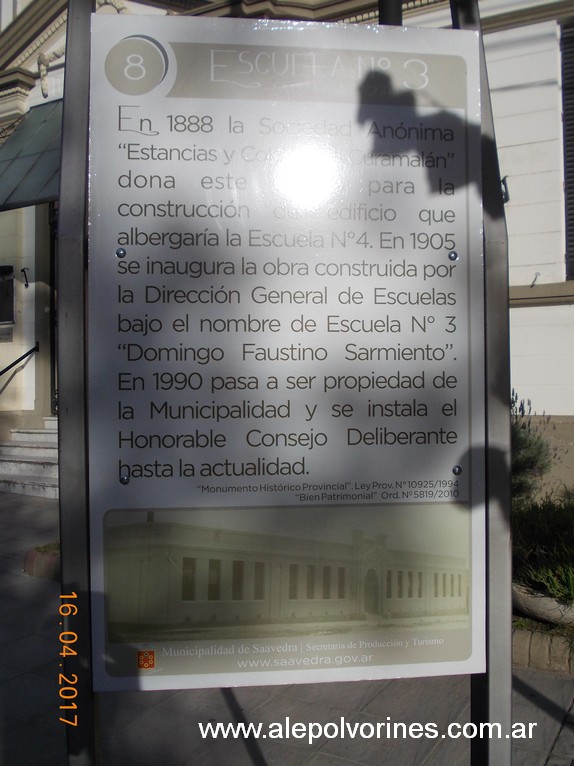 8
ESCUELA Nº 3
En 1888 la Sociedad Anónima
“Estancias y Curamalán”
dona este para la
construcción edificio que
albergaría la Escuela N°4. En 1905
se inaugura la obra construida por
la Dirección General de Escuelas
bajo el nombre de Escuela N° 3
“Domingo Faustino Sarmiento”.
En 1990 pasa a ser propiedad de
la Municipalidad y se instala el
Honorable Consejo Deliberante
hasta la actualidad.
“Monumento Histórico Provincial”. Ley Prov. N° 10925/1994
“Bien Patrimonial” Ord. Nº 5819/2010
Municipalidad de Saavedra | Secretaría de Producción y Turismo
www.saavedra.gov.ar
16.04.2017
www.alepolvorines.com.ar